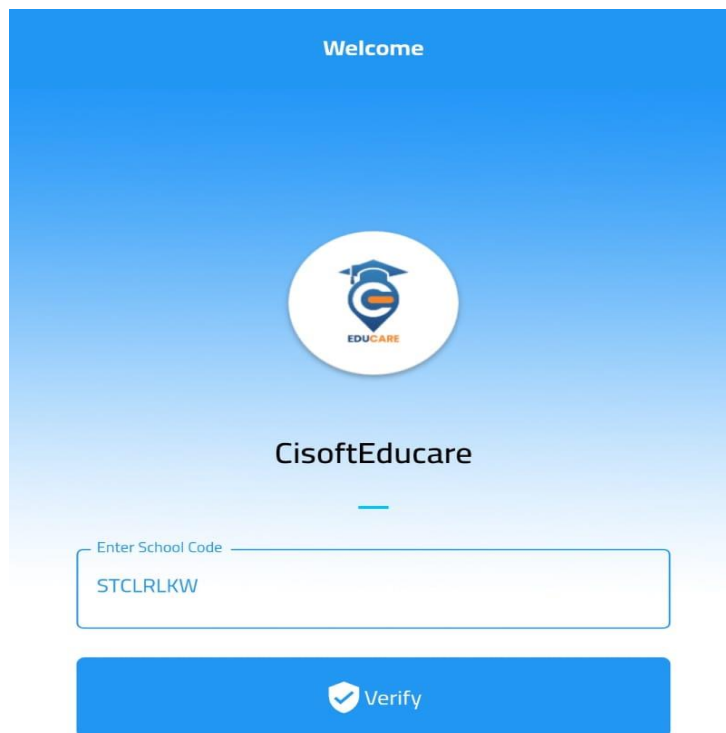 Welcome
EDUCARE
CisoftEducare
Enter School Code
STCLRLKW
Verify